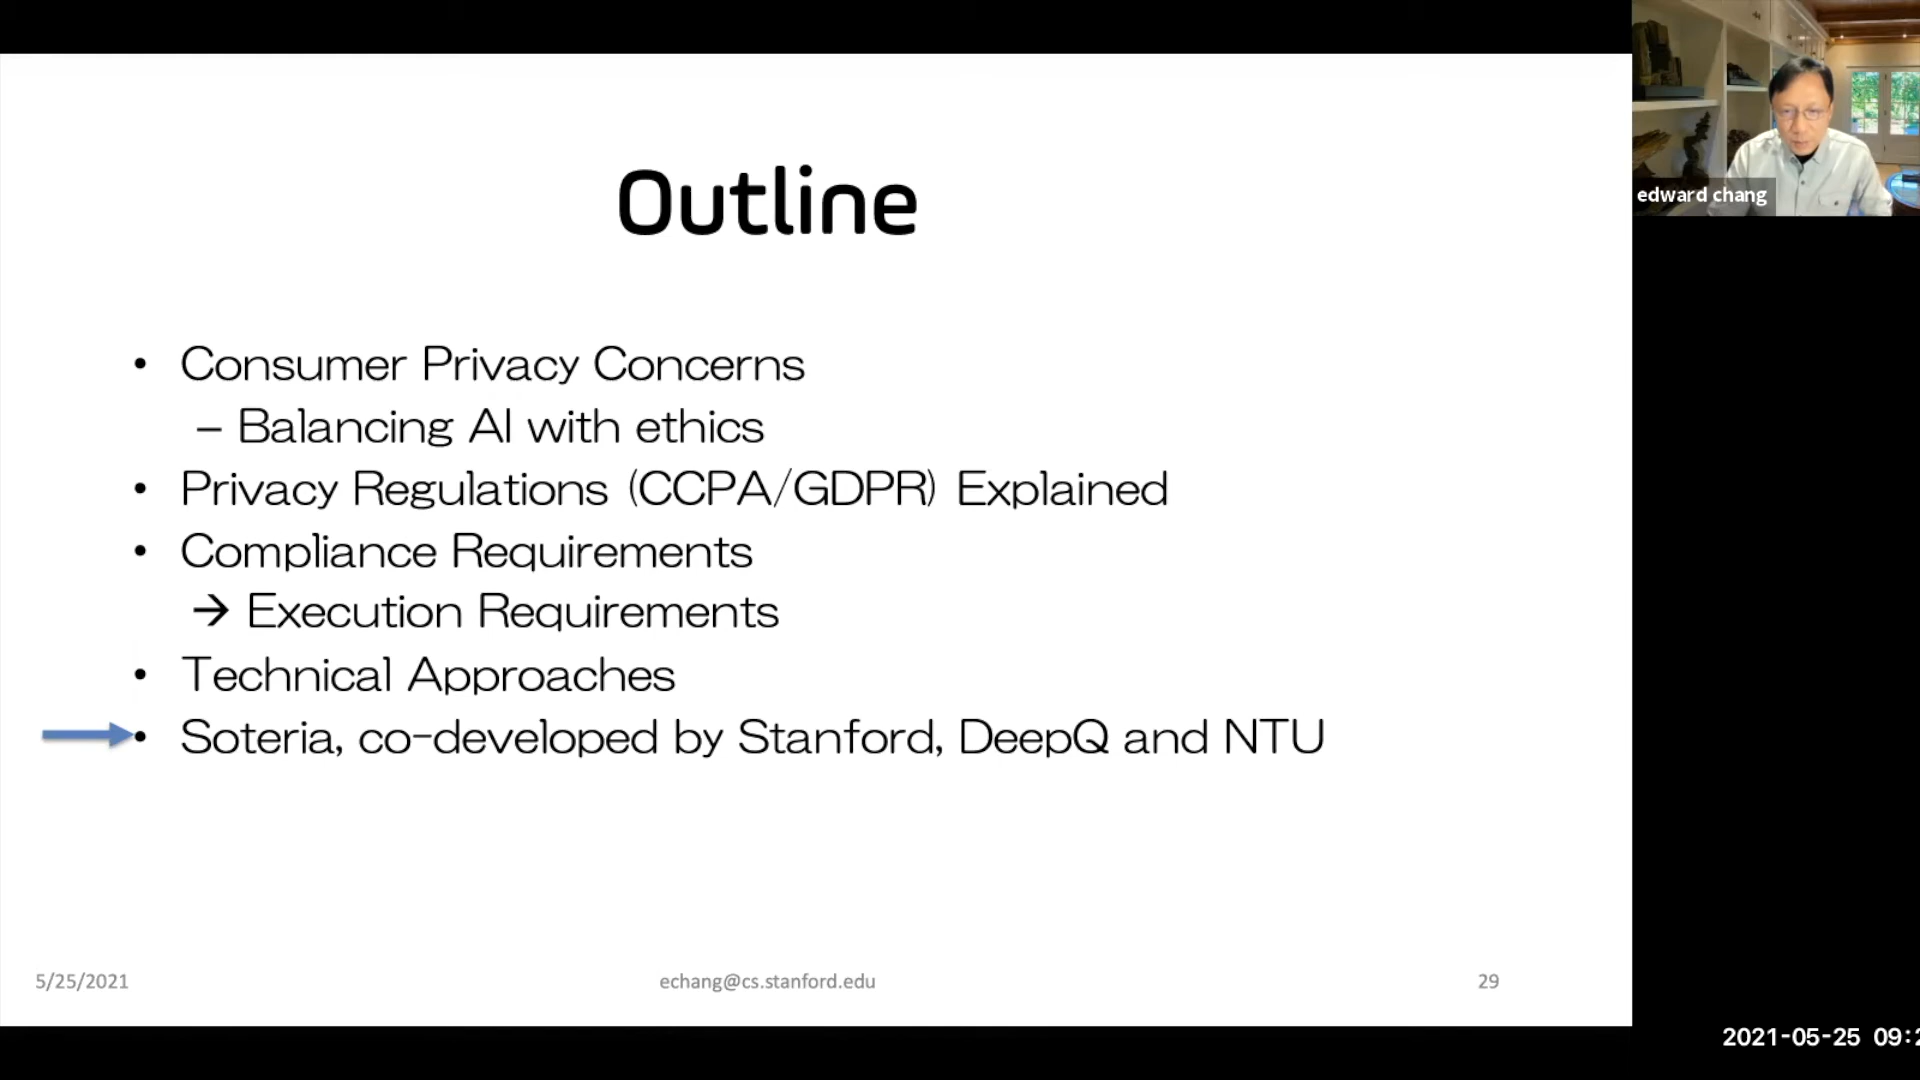 Outline
• Consumer Privacy Concerns
– Balancing AI with ethics
• Privacy Regulations (CCPA/GDPR) Explained
• Compliance Requirements
→ Execution Requirements
• Technical Approaches
• Soteria, co-developed by Stanford, DeepQ and NTU
5/25/2021
echang@cs.stanford.edu
29
edward chang
2021-05-25 09:2